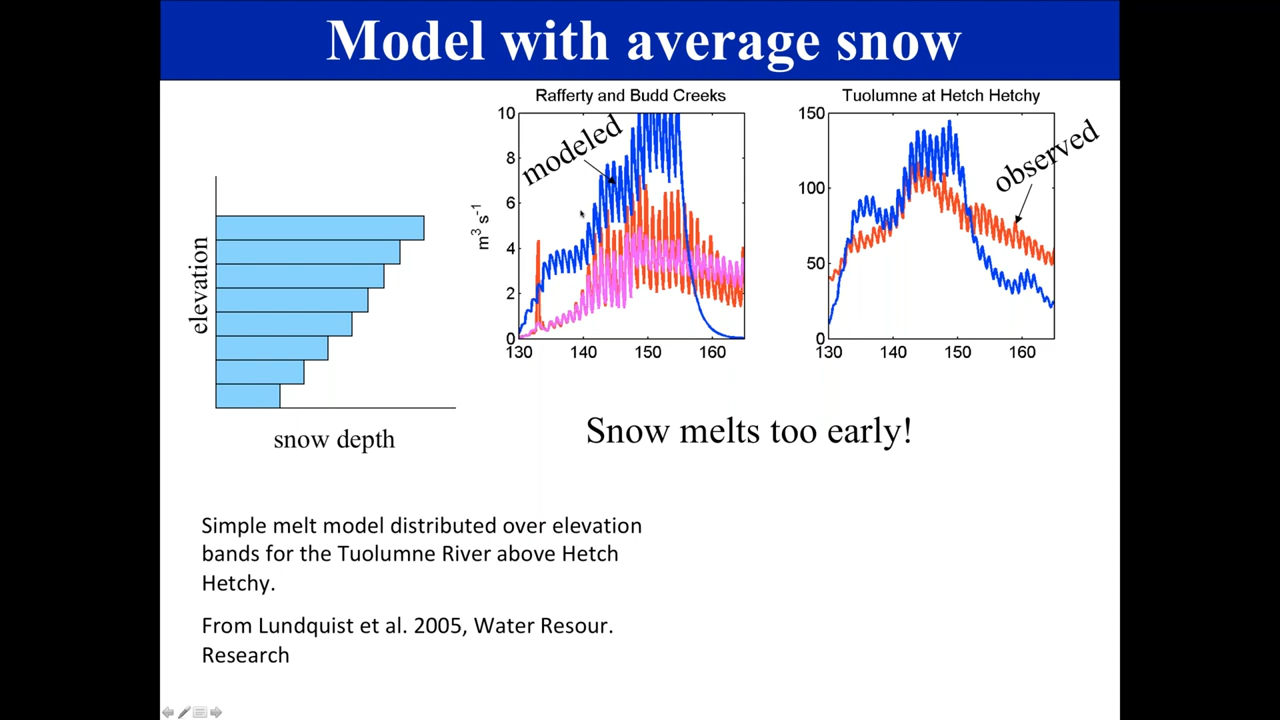 Model with average snow
Rafferty and Budd Creeks
Tuolumne at Hetch Hetchy
10
8
6
4
2
0
m³ s⁻¹
130
140
150
160
modeled
150
100
50
0
130
140
150
160
observed
elevation
snow depth
Snow melts too early!
Simple melt model distributed over elevation
bands for the Tuolumne River above Hetch
Hetchy.
From Lundquist et al. 2005, Water Resour.
Research